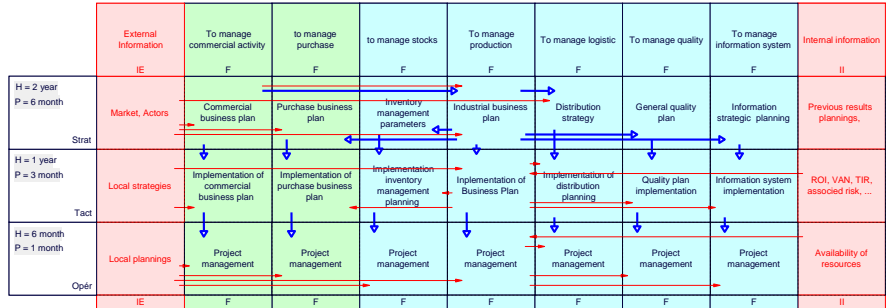 External Information
To manage commercial activity
to manage purchase
to manage stocks
To manage production
To manage logistic
To manage quality
To manage information system
Internal information
IE
F
F
F
F
F
F
F
II
H = 2 year
P = 6 month
Strat
Market, Actors
Commercial business plan
Purchase business plan
Inventory management parameters
Industrial business plan
Distribution strategy
General quality plan
Information strategic planning
Previous results plannings,
H = 1 year
P = 3 month
Tact
Local strategies
Implementation of commercial business plan
Implementation of purchase business plan
Implementation inventory management planning
Inplementation of Business Plan
Implementation of distribution planning
Quality plan implementation
Information system implementation
ROI, VAN, TIR, associed risk, ...
H = 6 month
P = 1 month
Opér
Local plannings
Project management
Project management
Project management
Project management
Project management
Project management
Project management
Availability of resources
IE
F
F
F
F
F
F
F
II